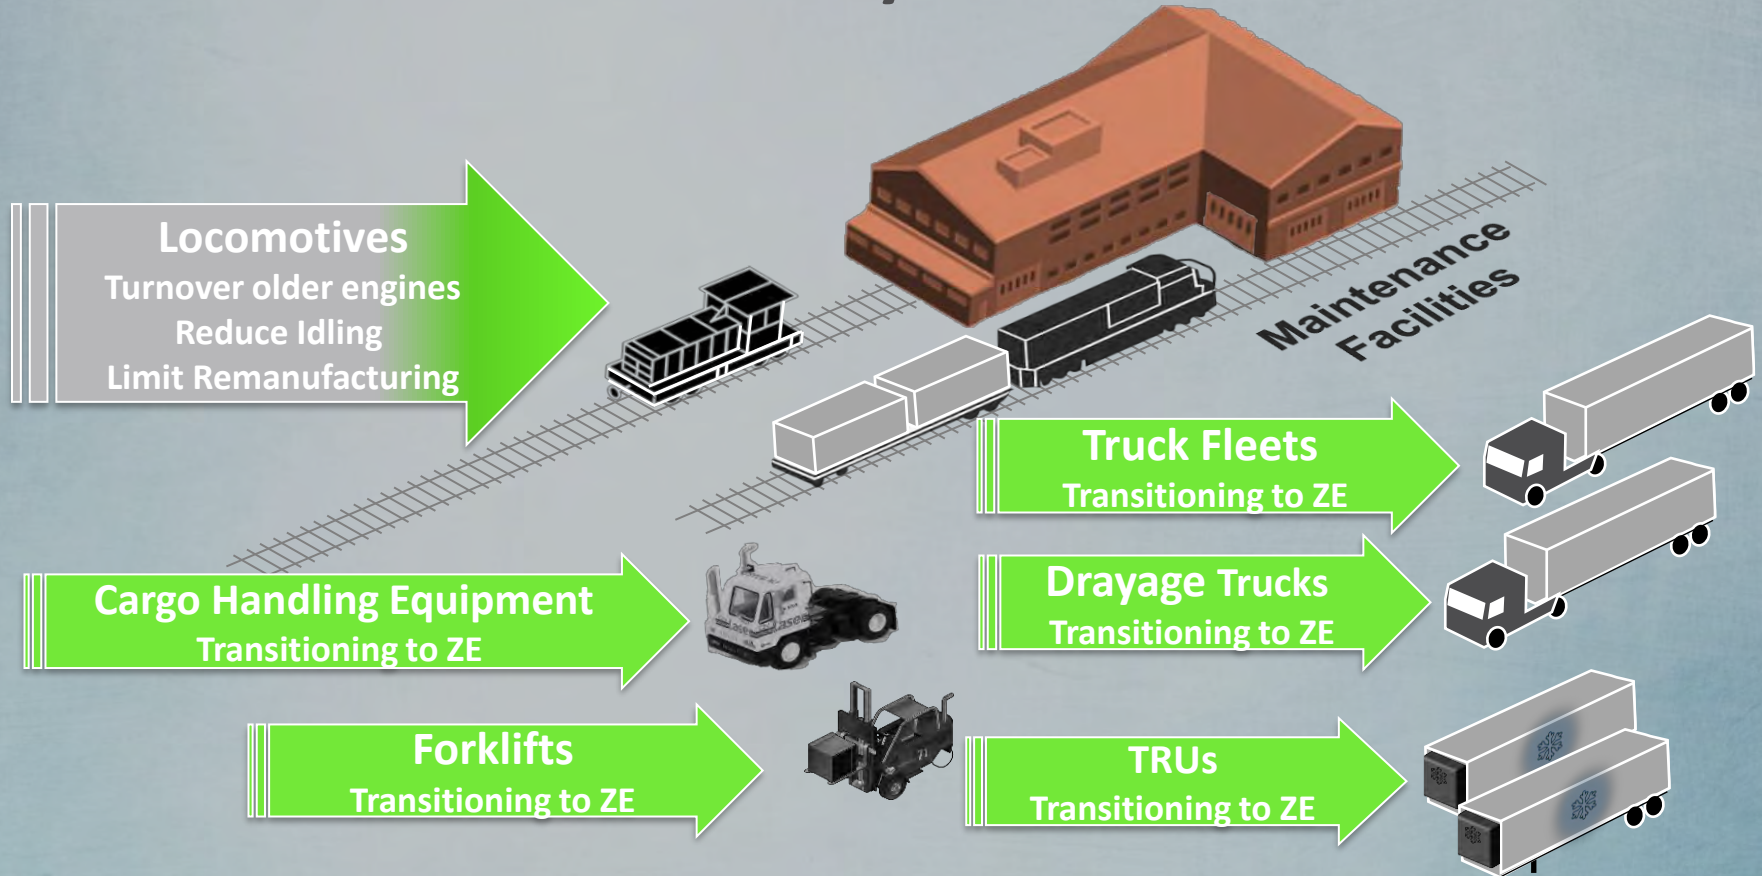 Locomotives
Turnover older engines
Reduce Idling
Limit Remanufacturing
Maintenance
Facilities
Truck Fleets
Transitioning to ZE
Cargo Handling Equipment
Transitioning to ZE
Drayage Trucks
Transitioning to ZE
Forklifts
Transitioning to ZE
71
TRUs
Transitioning to ZE